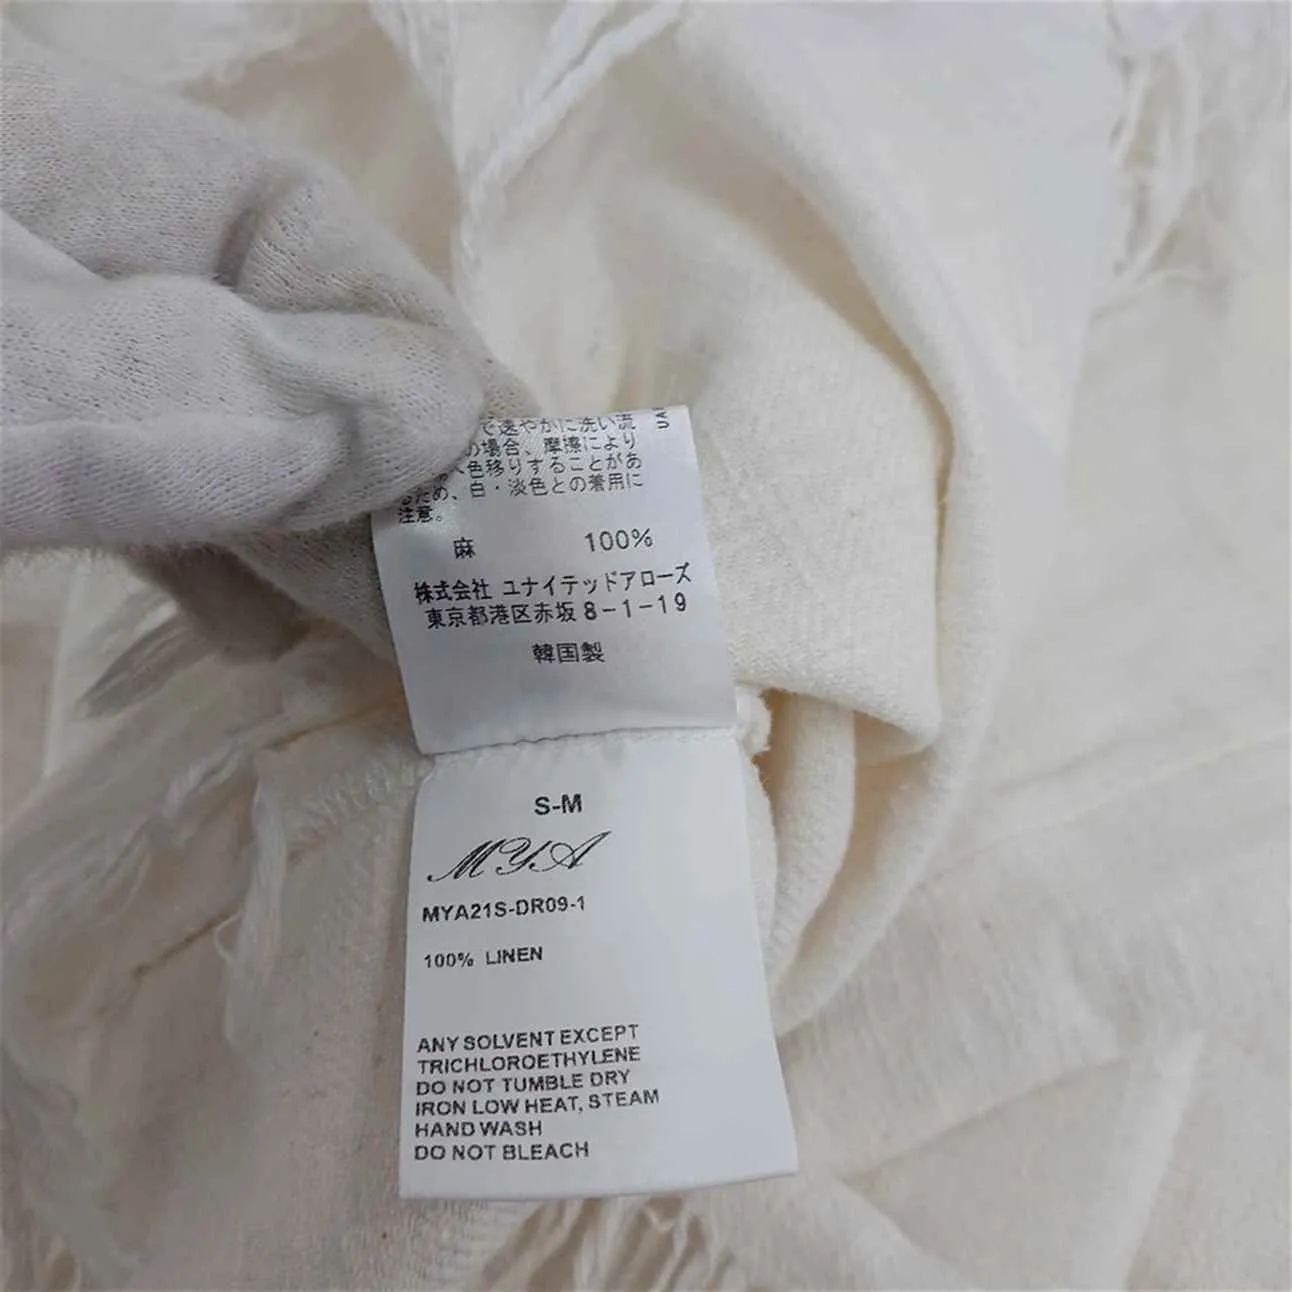 で速やかに洗い流
の場合、摩擦により
色移りすることがあ
るため、白・淡色との着用に
注意。
麻 100%
株式会社 ユナイテッドアローズ
東京都港区赤坂8-1-19
韓国製
S-M
MYA
MYA21S-DR09-1
100% LINEN
ANY SOLVENT EXCEPT
TRICHLOROETHYLENE
DO NOT TUMBLE DRY
IRON LOW HEAT, STEAM
HAND WASH
DO NOT BLEACH